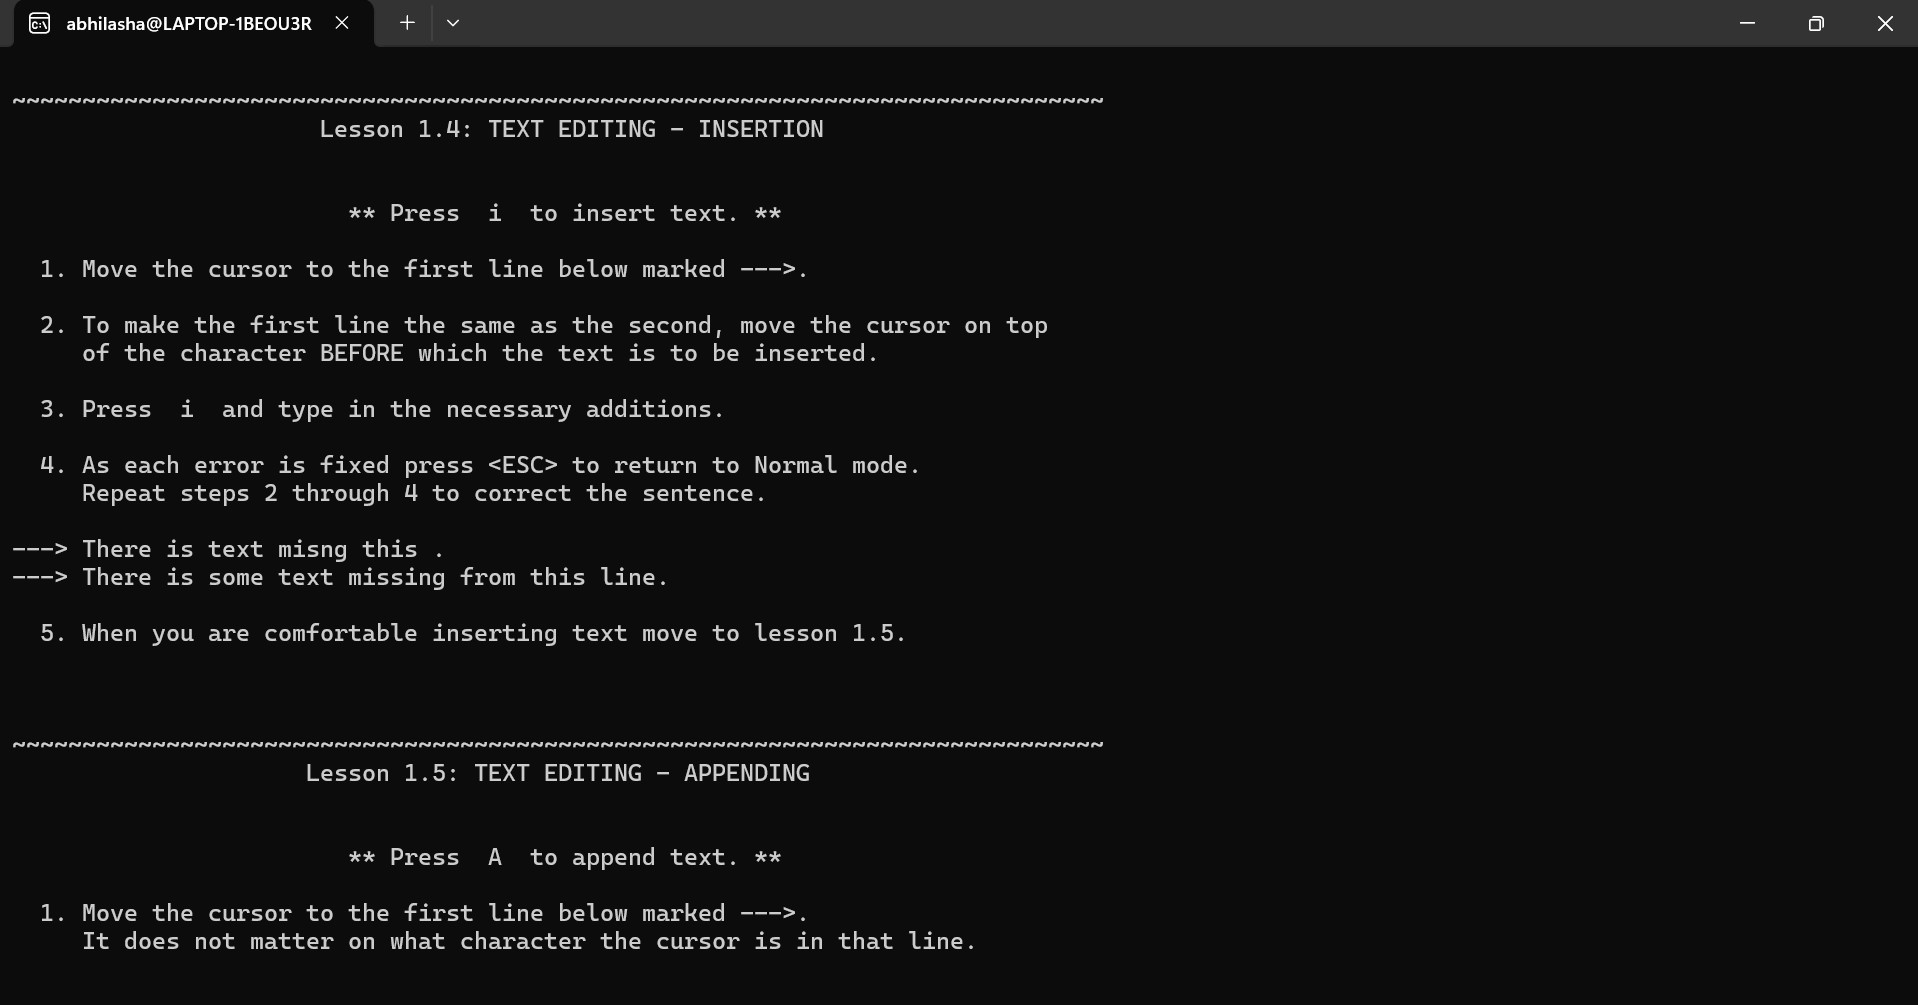 abhilasha@LAPTOP-1BEOU3R
~~~~~~~~~~~~~~~~~~~~~~~~~~~~~~~~~~~~~~~~~~~~~~~~~~~~~~~~~~~~~~~~~~~~~~~~~~~~~~
Lesson 1.4: TEXT EDITING - INSERTION
** Press  i  to insert text. **
1. Move the cursor to the first line below marked --->.
2. To make the first line the same as the second, move the cursor on top
of the character BEFORE which the text is to be inserted.
3. Press  i  and type in the necessary additions.
4. As each error is fixed press <ESC> to return to Normal mode.
Repeat steps 2 through 4 to correct the sentence.
---> There is text misng this .
---> There is some text missing from this line.
5. When you are comfortable inserting text move to lesson 1.5.
~~~~~~~~~~~~~~~~~~~~~~~~~~~~~~~~~~~~~~~~~~~~~~~~~~~~~~~~~~~~~~~~~~~~~~~~~~~~~~
Lesson 1.5: TEXT EDITING - APPENDING
** Press  A  to append text. **
1. Move the cursor to the first line below marked --->.
It does not matter on what character the cursor is in that line.